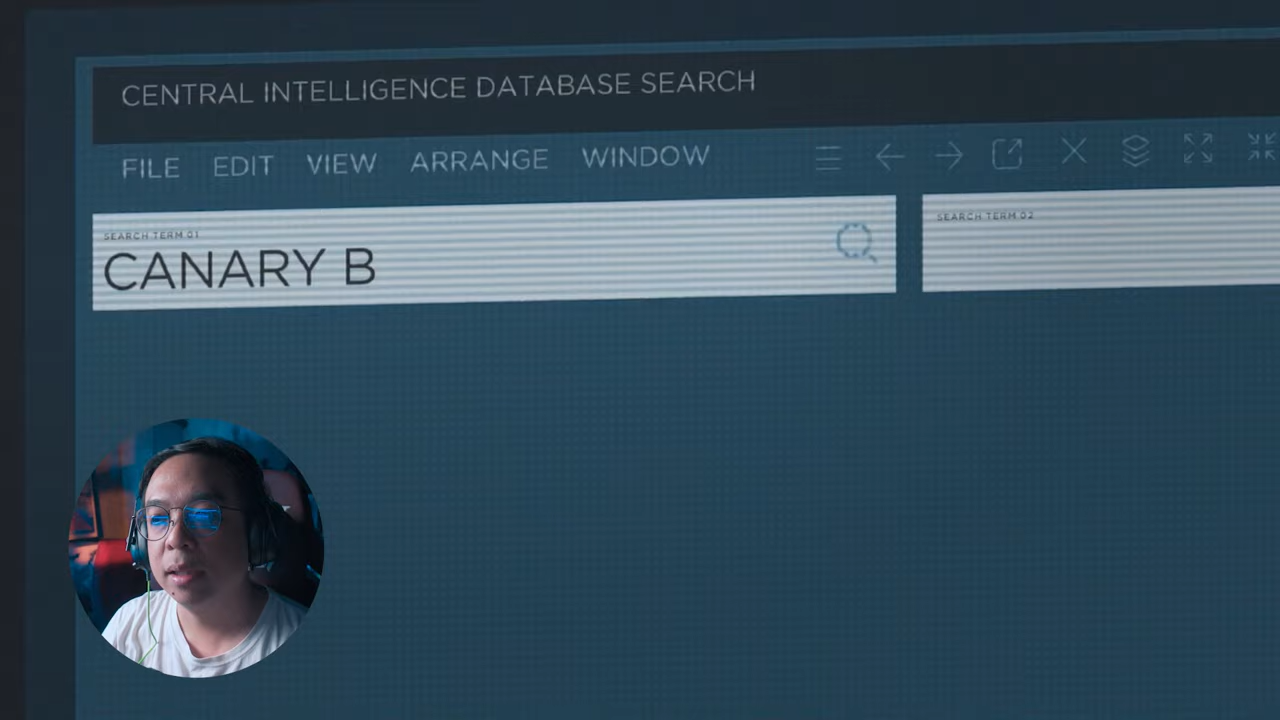 CENTRAL INTELLIGENCE DATABASE SEARCH
FILE EDIT VIEW ARRANGE WINDOW
SEARCH TERM 01
CANARY B
SEARCH TERM 02